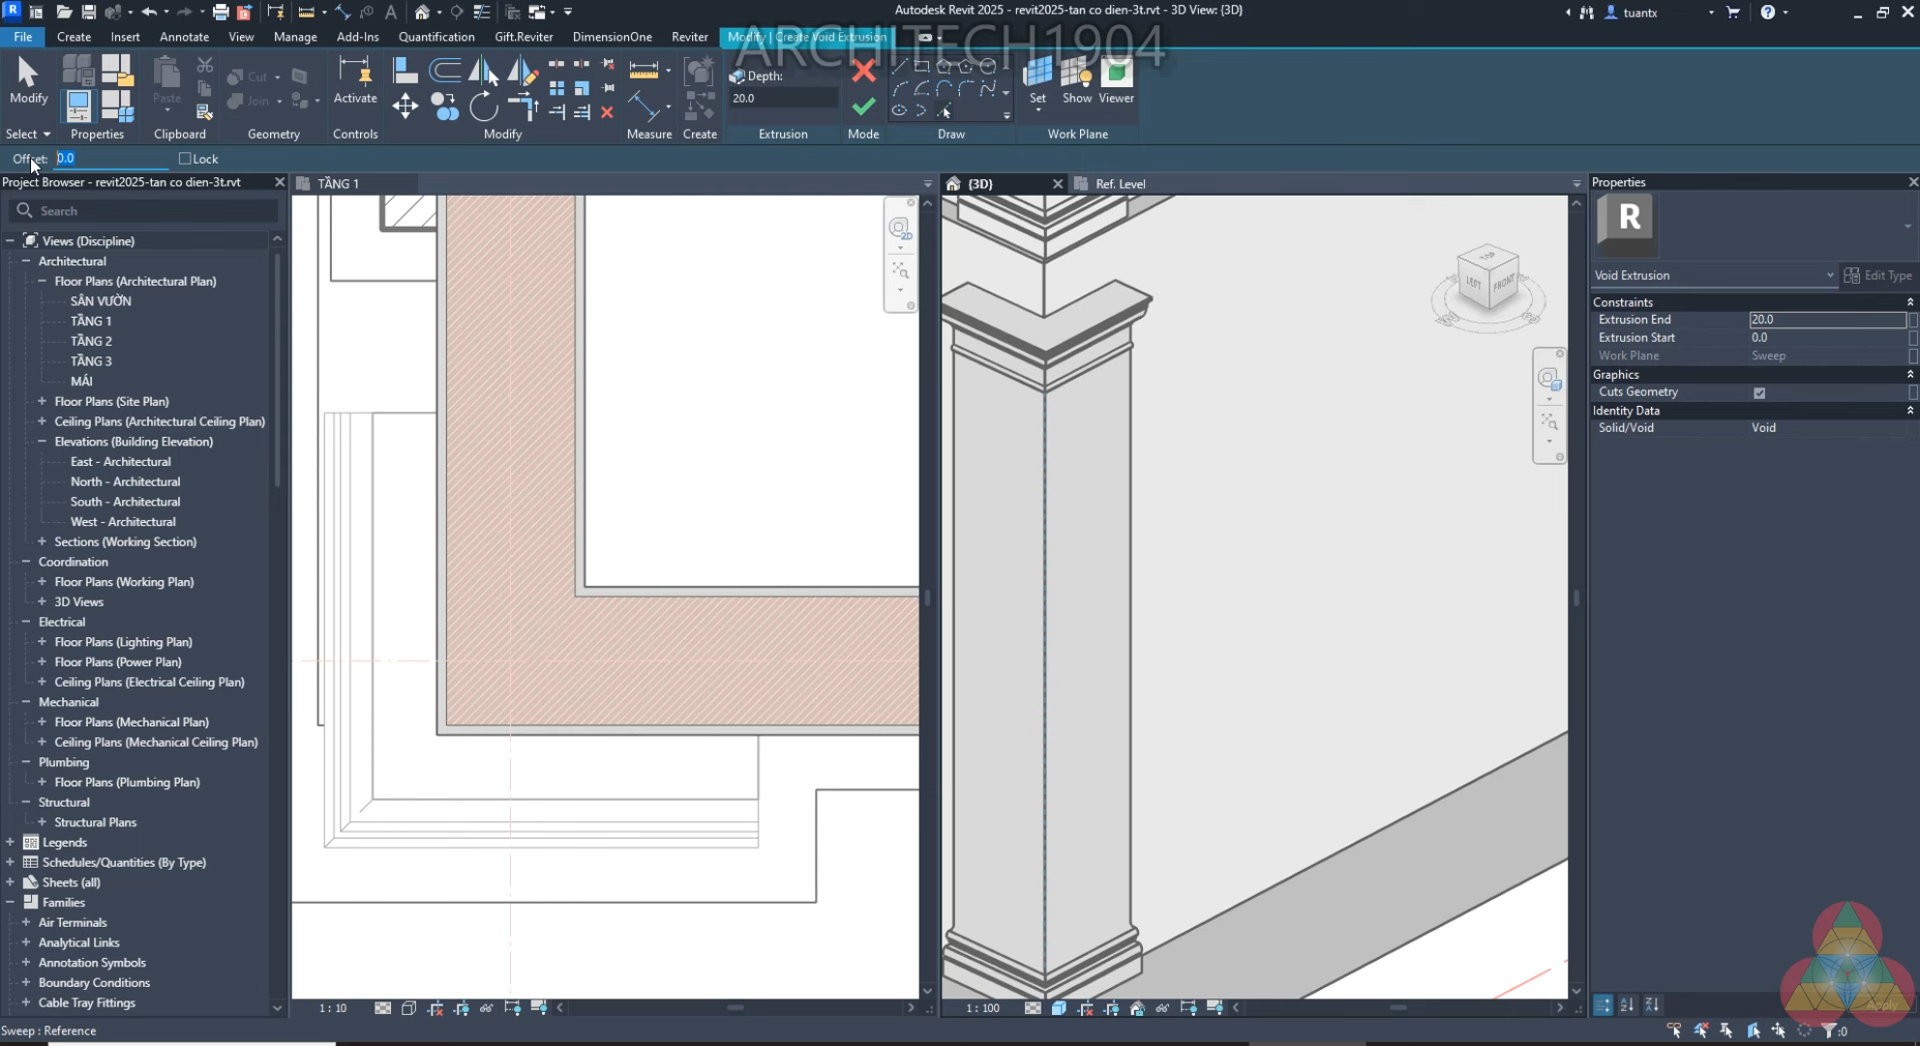 Autodesk Revit 2025 - revit2025-tan co dien-3t.rvt - 3D View: {3D}
tuantx
File Create Insert Annotate View Manage Add-Ins Quantification Gift.Reviter DimensionOne Reviter Modify | Create Void Extrusion
ARCHITECH1904
Modify
Paste
Cut
Join
Activate
Depth:
20.0
Set Show Viewer
Select Properties Clipboard Geometry Controls Modify Measure Create Extrusion Mode Draw Work Plane
Offset: 0.0 Lock
Project Browser - revit2025-tan co dien-3t.rvt
Search
Views (Discipline)
Architectural
Floor Plans (Architectural Plan)
SÂN VƯỜN
TẦNG 1
TẦNG 2
TẦNG 3
MÁI
Floor Plans (Site Plan)
Ceiling Plans (Architectural Ceiling Plan)
Elevations (Building Elevation)
East - Architectural
North - Architectural
South - Architectural
West - Architectural
Sections (Working Section)
Coordination
Floor Plans (Working Plan)
3D Views
Electrical
Floor Plans (Lighting Plan)
Floor Plans (Power Plan)
Ceiling Plans (Electrical Ceiling Plan)
Mechanical
Floor Plans (Mechanical Plan)
Ceiling Plans (Mechanical Ceiling Plan)
Plumbing
Floor Plans (Plumbing Plan)
Structural
Structural Plans
Legends
Schedules/Quantities (By Type)
Sheets (all)
Families
Air Terminals
Analytical Links
Annotation Symbols
Boundary Conditions
Cable Tray Fittings
Sweep : Reference
TẦNG 1
2D
1 : 10
{3D} Ref. Level
TOP
LEFT FRONT
1 : 100
Properties
R
Void Extrusion Edit Type
Constraints
Extrusion End 20.0
Extrusion Start 0.0
Work Plane Sweep
Graphics
Cuts Geometry
Identity Data
Solid/Void Void
Apply
:0